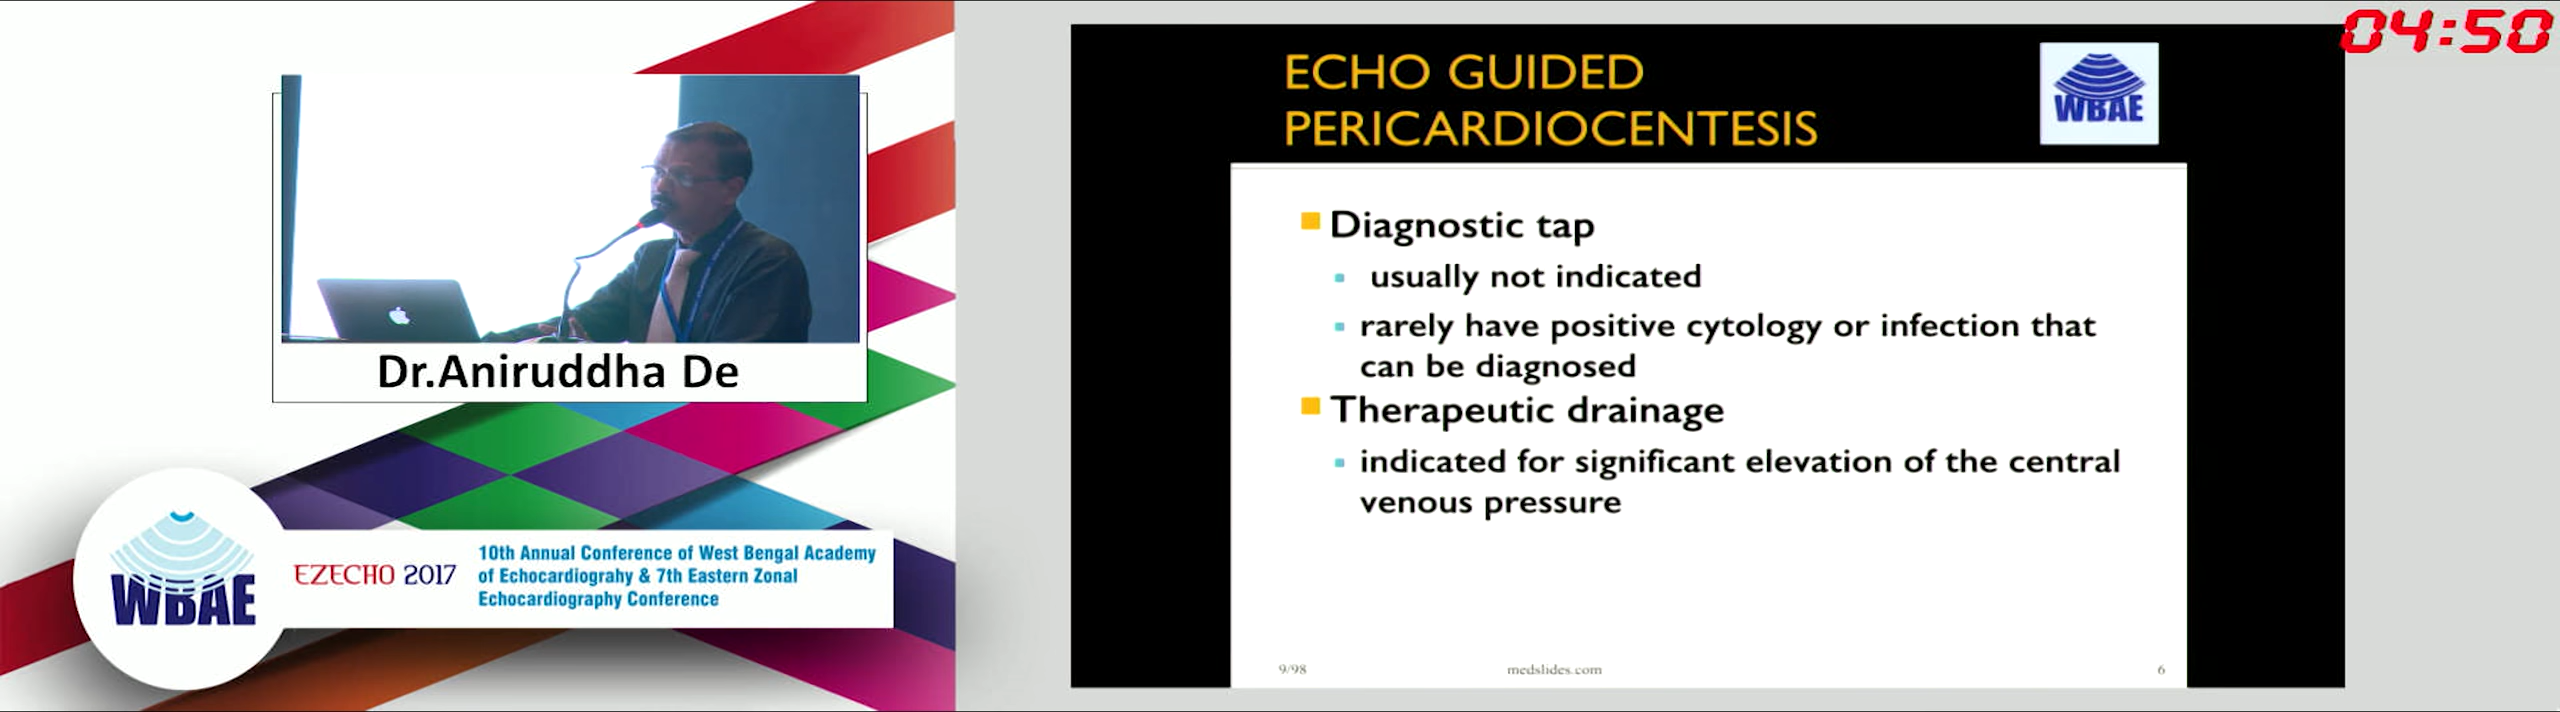 Dr.Aniruddha De
WBAE
EZECHO 2017
10th Annual Conference of West Bengal Academy
of Echocardiograhy & 7th Eastern Zonal
Echocardiography Conference
04:50
ECHO GUIDED
PERICARDIOCENTESIS
WBAE
Diagnostic tap
usually not indicated
rarely have positive cytology or infection that
can be diagnosed
Therapeutic drainage
indicated for significant elevation of the central
venous pressure
9/98
medslides.com
6